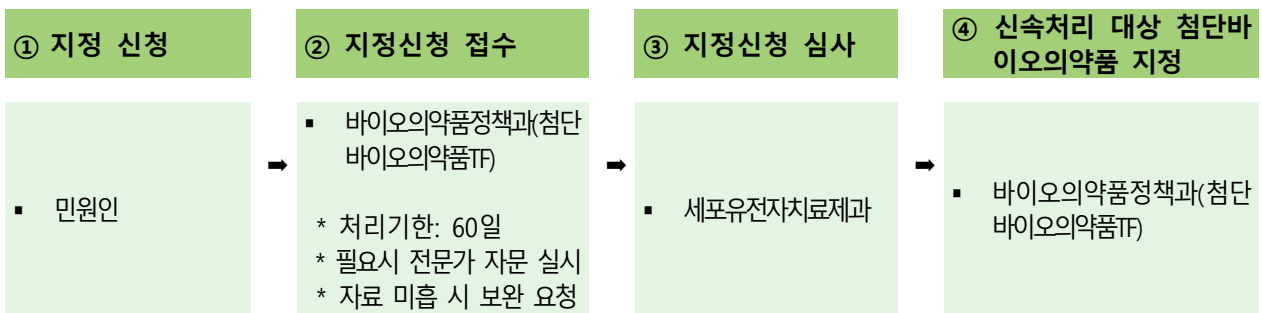 ① 지정 신청
② 지정신청 접수
③ 지정신청 심사
④ 신속처리 대상 첨단바
이오의약품 지정
▪ 민원인
➡
▪ 바이오의약품정책과(첨단
바이오의약품TF)
* 처리기한: 60일
* 필요시 전문가 자문 실시
* 자료 미흡 시 보완 요청
➡
▪ 세포유전자치료제과
➡
▪ 바이오의약품정책과(첨단
바이오의약품TF)